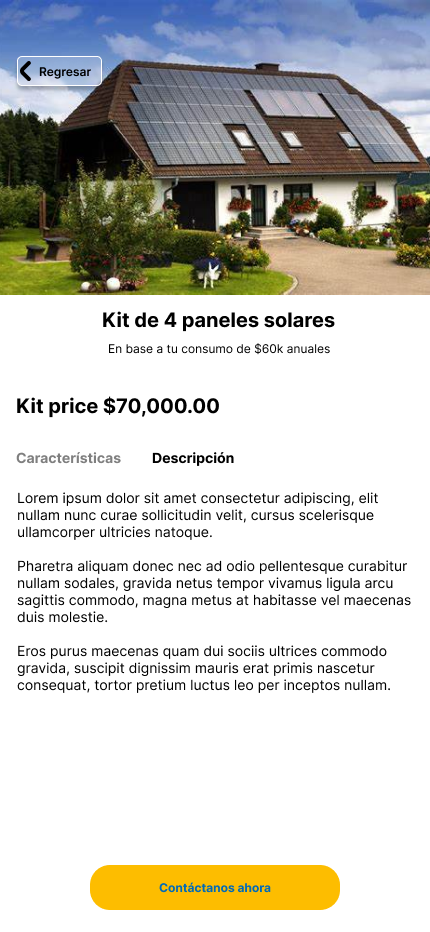 Regresar
Kit de 4 paneles solares
En base a tu consumo de $60k anuales
Kit price $70,000.00
Características Descripción
Lorem ipsum dolor sit amet consectetur adipiscing, elit
nullam nunc curae sollicitudin velit, cursus scelerisque
ullamcorper ultricies natoque.
Pharetra aliquam donec nec ad odio pellentesque curabitur
nullam sodales, gravida netus tempor vivamus ligula arcu
sagittis commodo, magna metus at habitasse vel maecenas
duis molestie.
Eros purus maecenas quam dui sociis ultrices commodo
gravida, suscipit dignissim mauris erat primis nascetur
consequat, tortor pretium luctus leo per inceptos nullam.
Contáctanos ahora